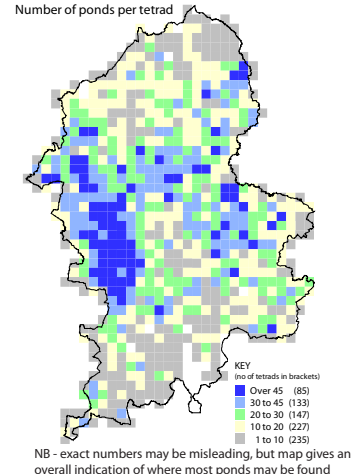 Number of ponds per tetrad
KEY
(no of tetrads in brackets)
Over 45 (85)
30 to 45 (133)
20 to 30 (147)
10 to 20 (227)
1 to 10 (235)
NB - exact numbers may be misleading, but map gives an
overall indication of where most ponds may be found